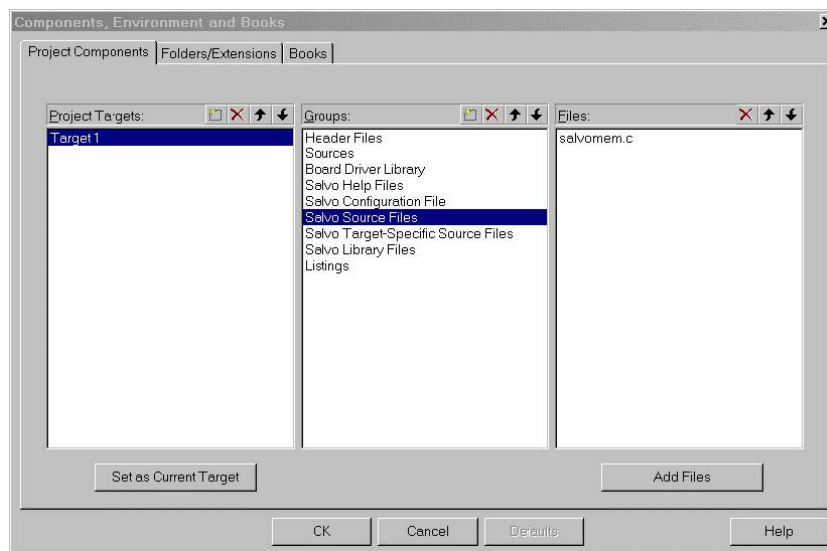 Components, Environment and Books
Project Components Folders/Extensions Books
Project Targets: Groups: Files:
Target 1 Header Files salvomem.c
Sources
Board Driver Library
Salvo Help Files
Salvo Configuration File
Salvo Source Files
Salvo Target-Specific Source Files
Salvo Library Files
Listings
Set as Current Target Add Files
OK Cancel Defaults Help